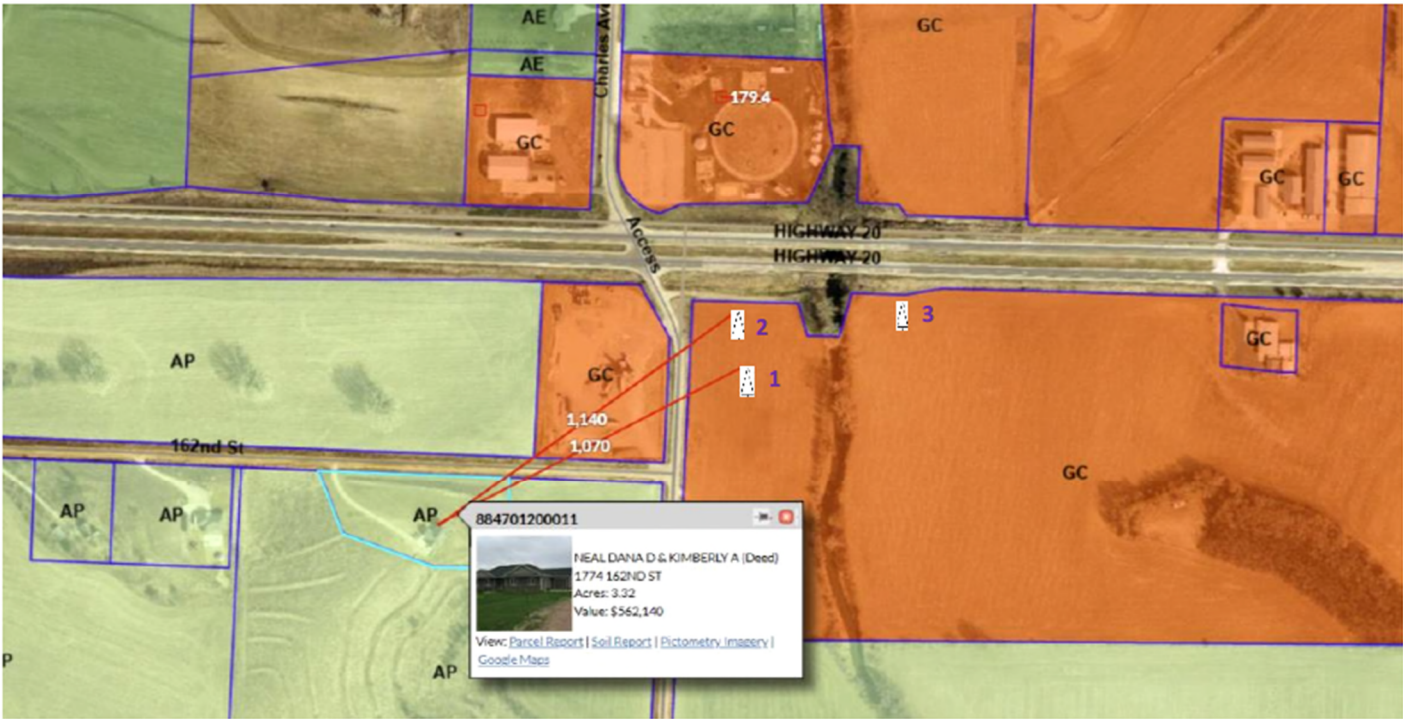 AE
GC
Charles Ave
AE
179.4
GC
GC
GC
GC
HIGHWAY 20
Access
HIGHWAY 20
2
3
GC
AP
GC
1
1,140
1,070
162nd St
GC
AP
AP
AP
884701200011
NEAL DANA D & KIMBERLY A (Deed)
1774 162ND ST
Acres: 3.32
Value: $562,140
View: Parcel Report | Soil Report | Pictometry Imagery |
Google Maps
P
AP